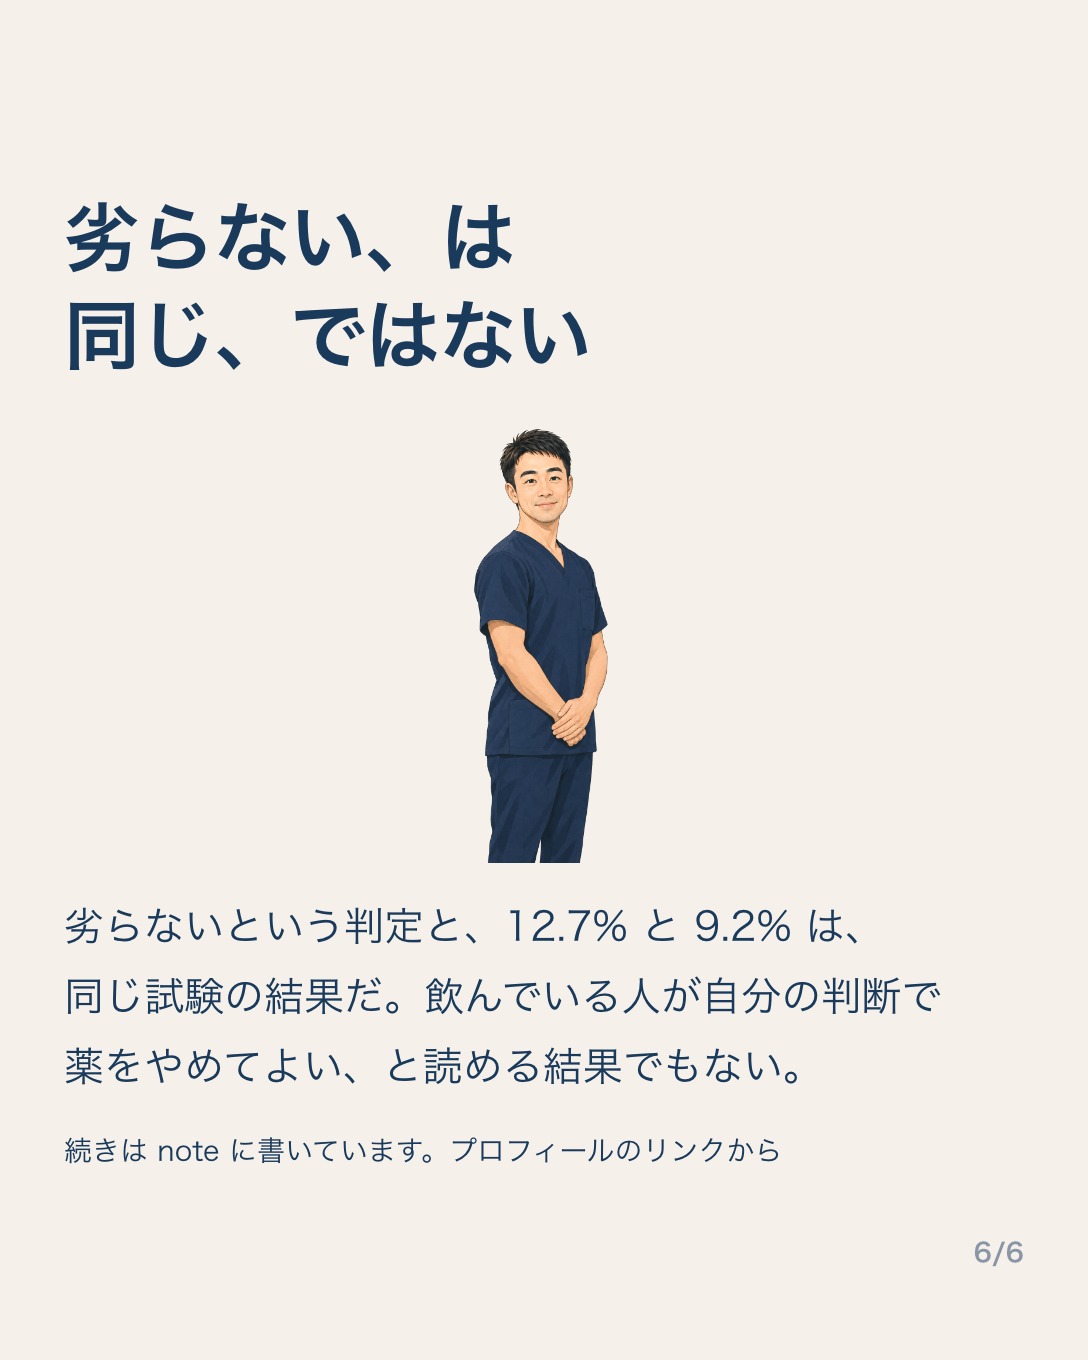 劣らない、は
同じ、ではない
劣らないという判定と、12.7% と 9.2% は、
同じ試験の結果だ。飲んでいる人が自分の判断で
薬をやめてよい、と読める結果でもない。
続きは note に書いています。プロフィールのリンクから
6/6